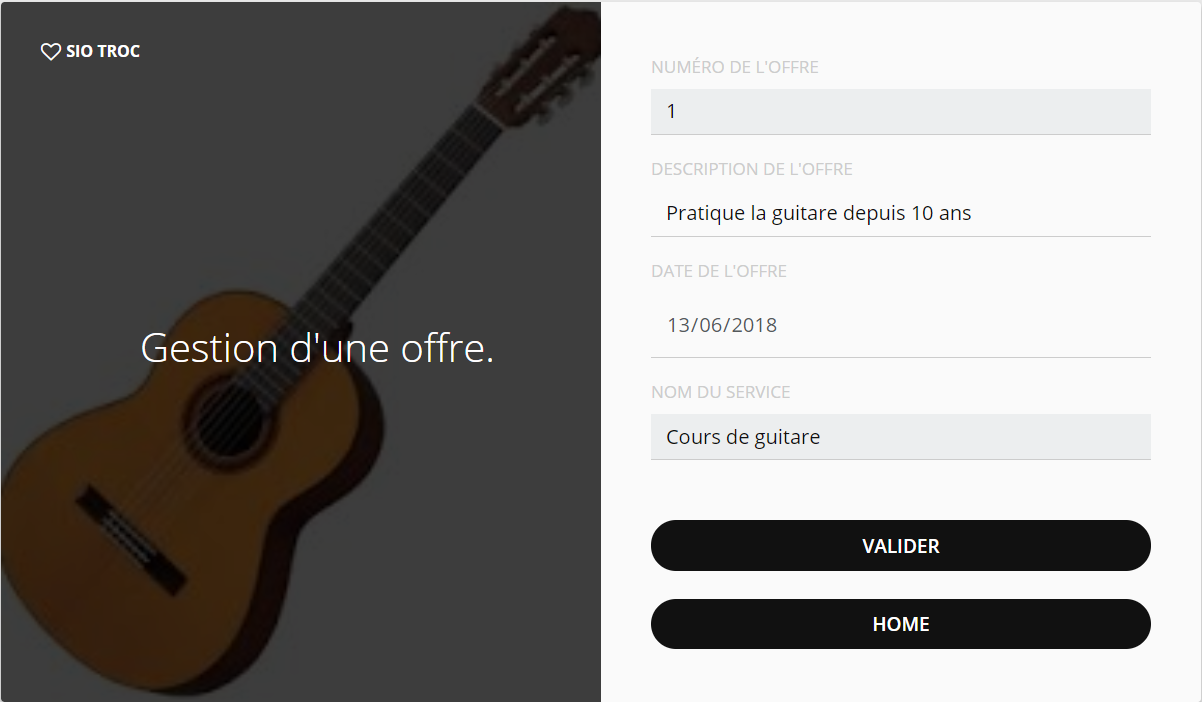 SIO TROC
Gestion d'une offre.
NUMÉRO DE L'OFFRE
1
DESCRIPTION DE L'OFFRE
Pratique la guitare depuis 10 ans
DATE DE L'OFFRE
13/06/2018
NOM DU SERVICE
Cours de guitare
VALIDER
HOME